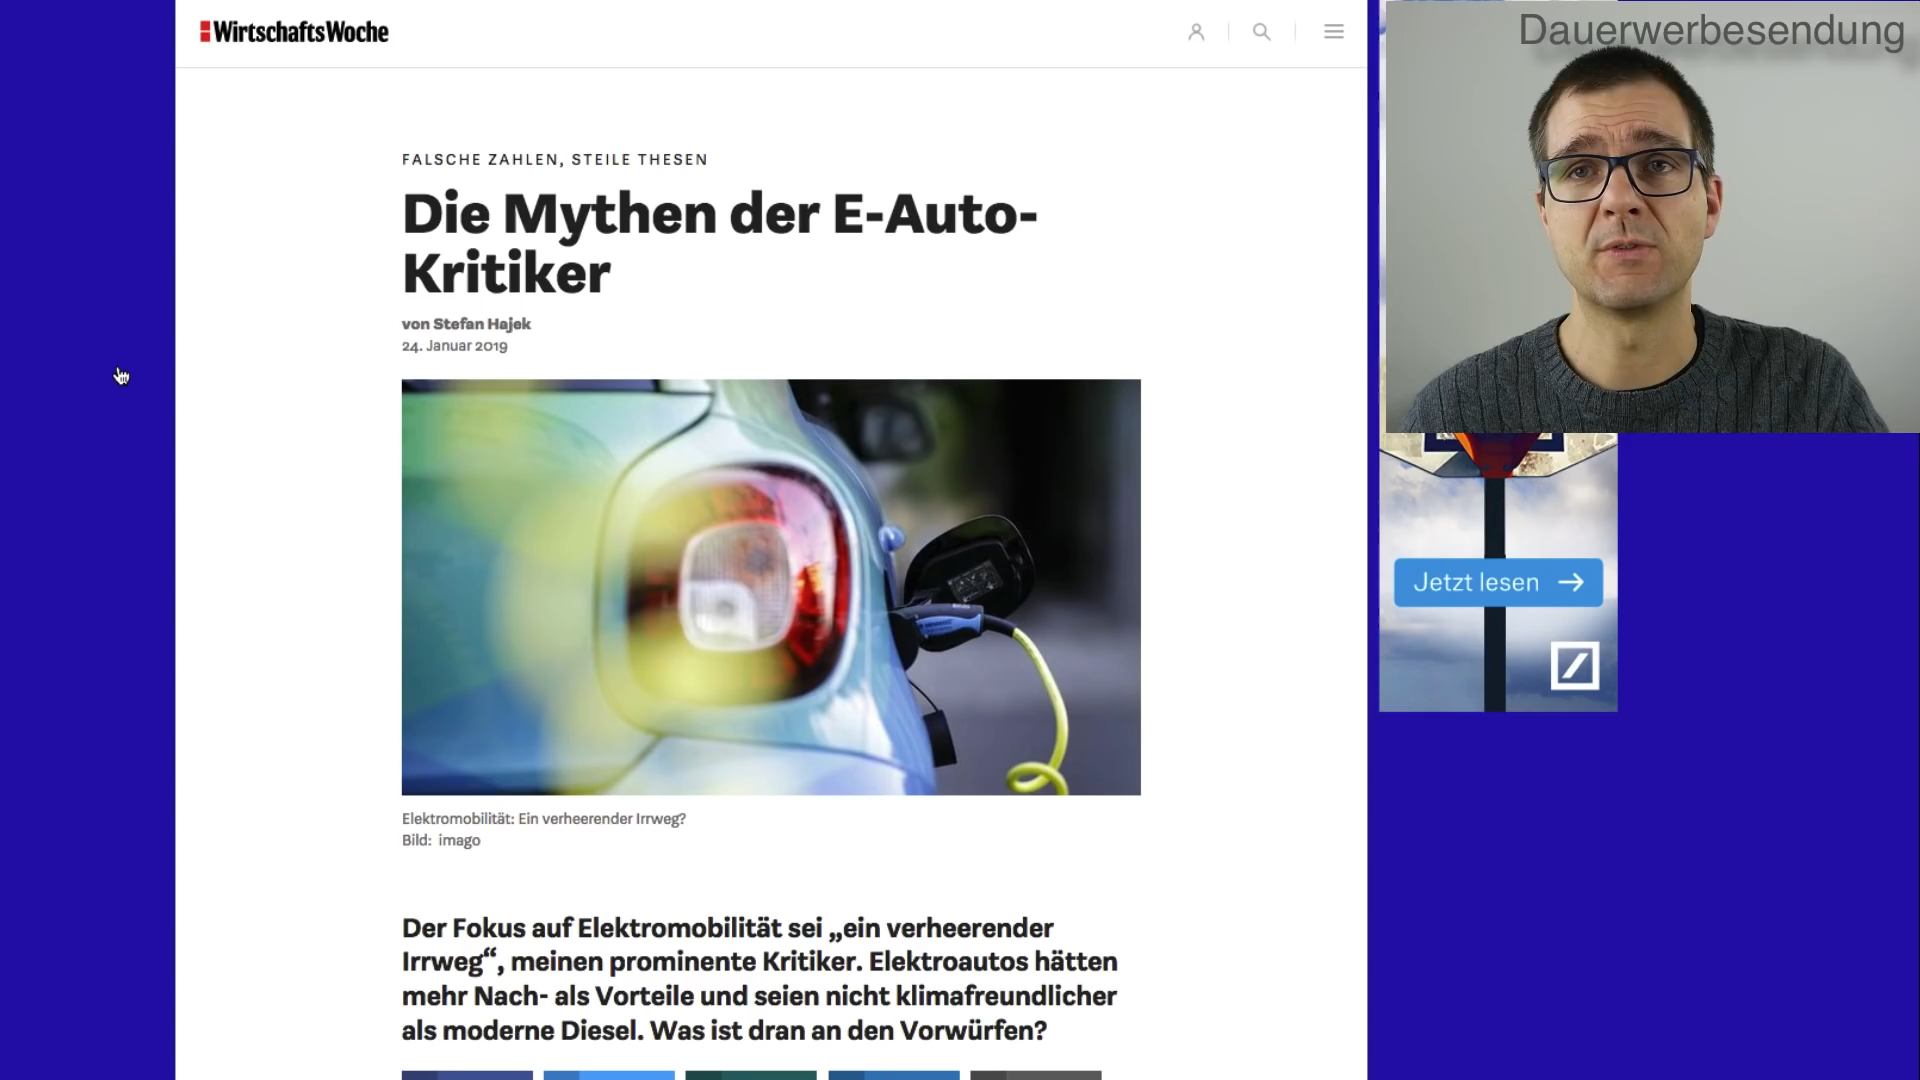 WirtschaftsWoche
Dauerwerbesendung
FALSCHE ZAHLEN, STEILE THESEN
Die Mythen der E-Auto-
Kritiker
von Stefan Hajek
24. Januar 2019
Elektromobilität: Ein verheerender Irrweg?
Bild: imago
Der Fokus auf Elektromobilität sei „ein verheerender
Irrweg“, meinen prominente Kritiker. Elektroautos hätten
mehr Nach- als Vorteile und seien nicht klimafreundlicher
als moderne Diesel. Was ist dran an den Vorwürfen?
Jetzt lesen →